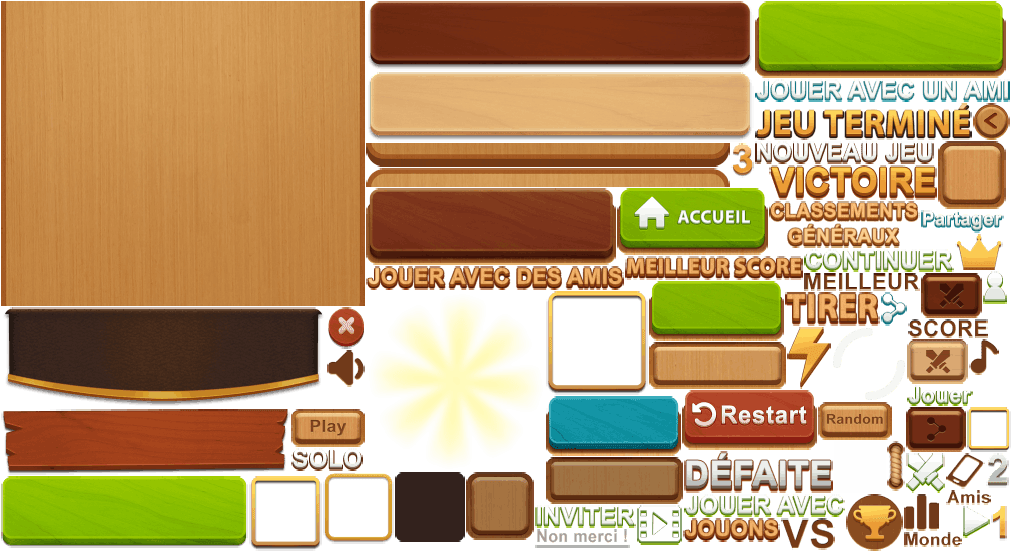 JOUER AVEC UN AMI
JEU TERMINÉ
3
NOUVEAU JEU
VICTOIRE
ACCUEIL
CLASSEMENTS
GÉNÉRAUX
Partager
CONTINUER
JOUER AVEC DES AMIS
MEILLEUR SCORE
MEILLEUR
TIRER
SCORE
Jouer
Play
SOLO
Restart
Random
DÉFAITE
2
Amis
INVITER
Non merci !
JOUER AVEC
JOUONS
VS
Monde
1